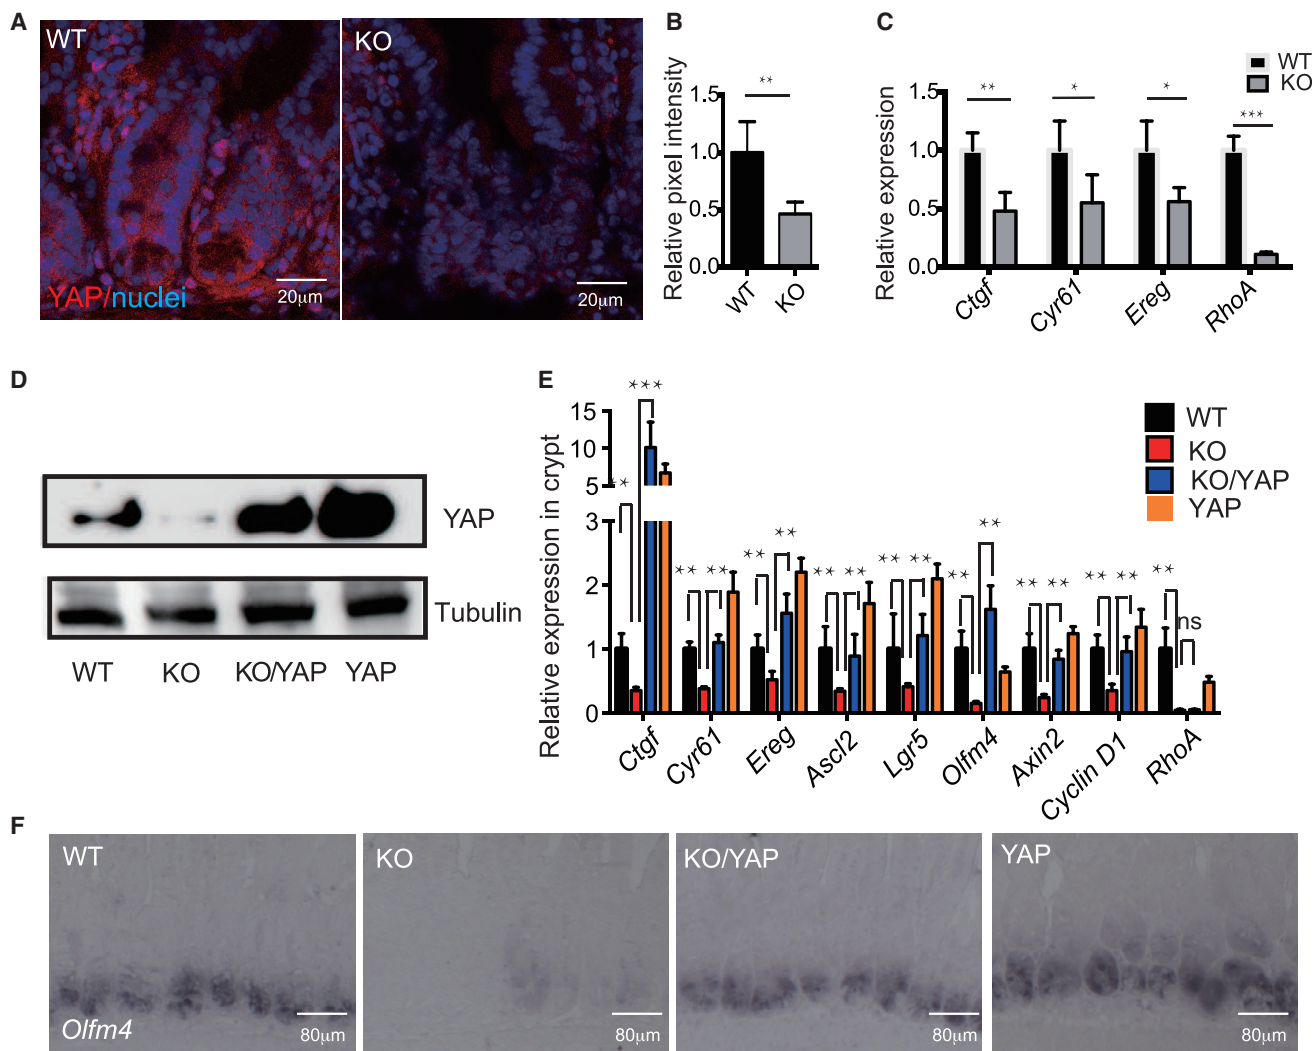 A
WT
KO
YAP/nuclei
20μm
20μm
B
Relative pixel intensity
1.5
1.0
0.5
0.0
**
WT
KO
C
WT
KO
Relative expression
1.5
1.0
0.5
0.0
**
*
*
***
Ctgf
Cyr61
Ereg
RhoA
D
YAP
Tubulin
WT
KO
KO/YAP
YAP
E
WT
KO
KO/YAP
YAP
Relative expression in crypt
15
10
5
3
2
1
0
**
***
** **
** **
** **
** **
** **
** **
** **
** ns
Ctgf
Cyr61
Ereg
Ascl2
Lgr5
Olfm4
Axin2
Cyclin D1
RhoA
F
WT
Olfm4
80μm
KO
80μm
KO/YAP
80μm
YAP
80μm